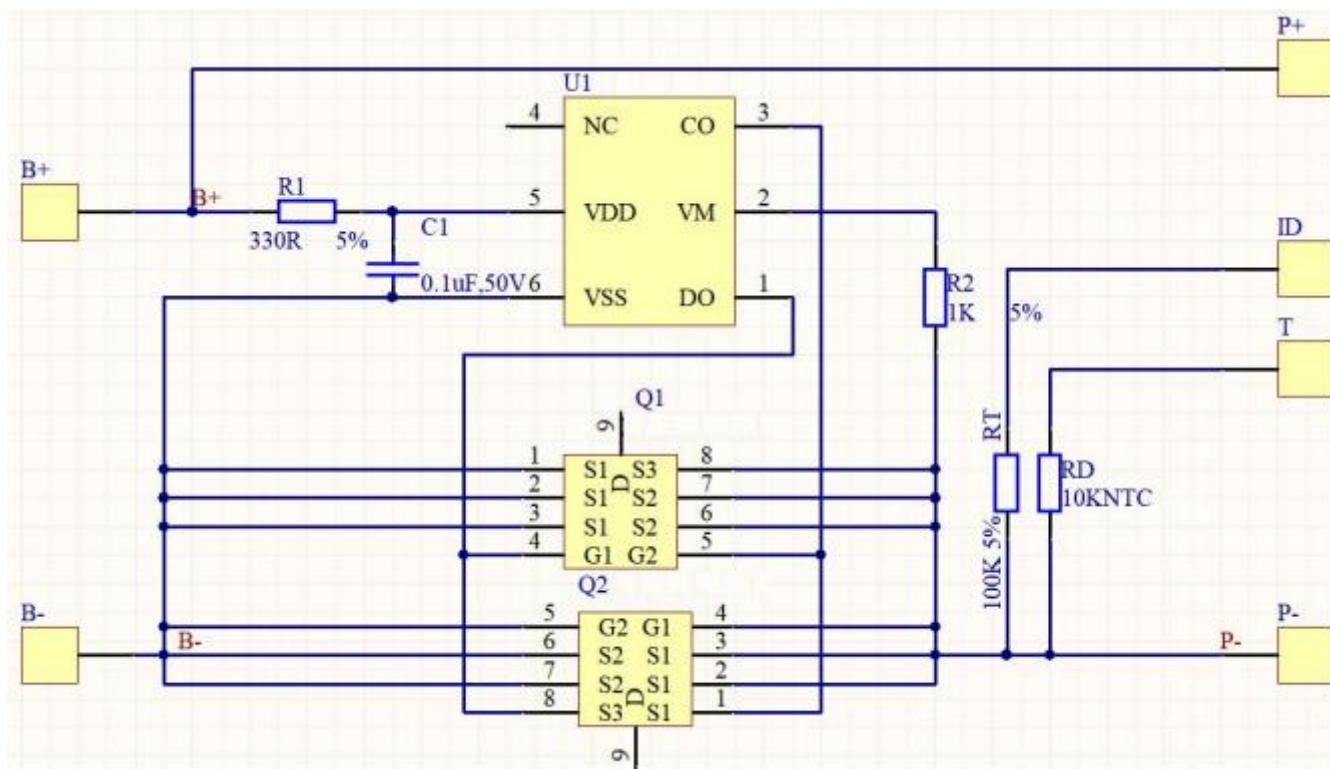 P+
U1
4 NC CO 3
B+
B+ R1 5 VDD VM 2
330R 5% C1
ID
0.1uF,50V 6 VSS DO 1
R2
1K 5%
T
Q1
9
RT
1 S1 S3 8
D
RD
2 S1 S2 7
10KNTC
3 S1 S2 6
4 G1 G2 5
100K 5%
Q2
B-
5 G2 G1 4
P-
B- 6 S2 S1 3 P-
7 S2 S1 2
D
8 S3 S1 1
9